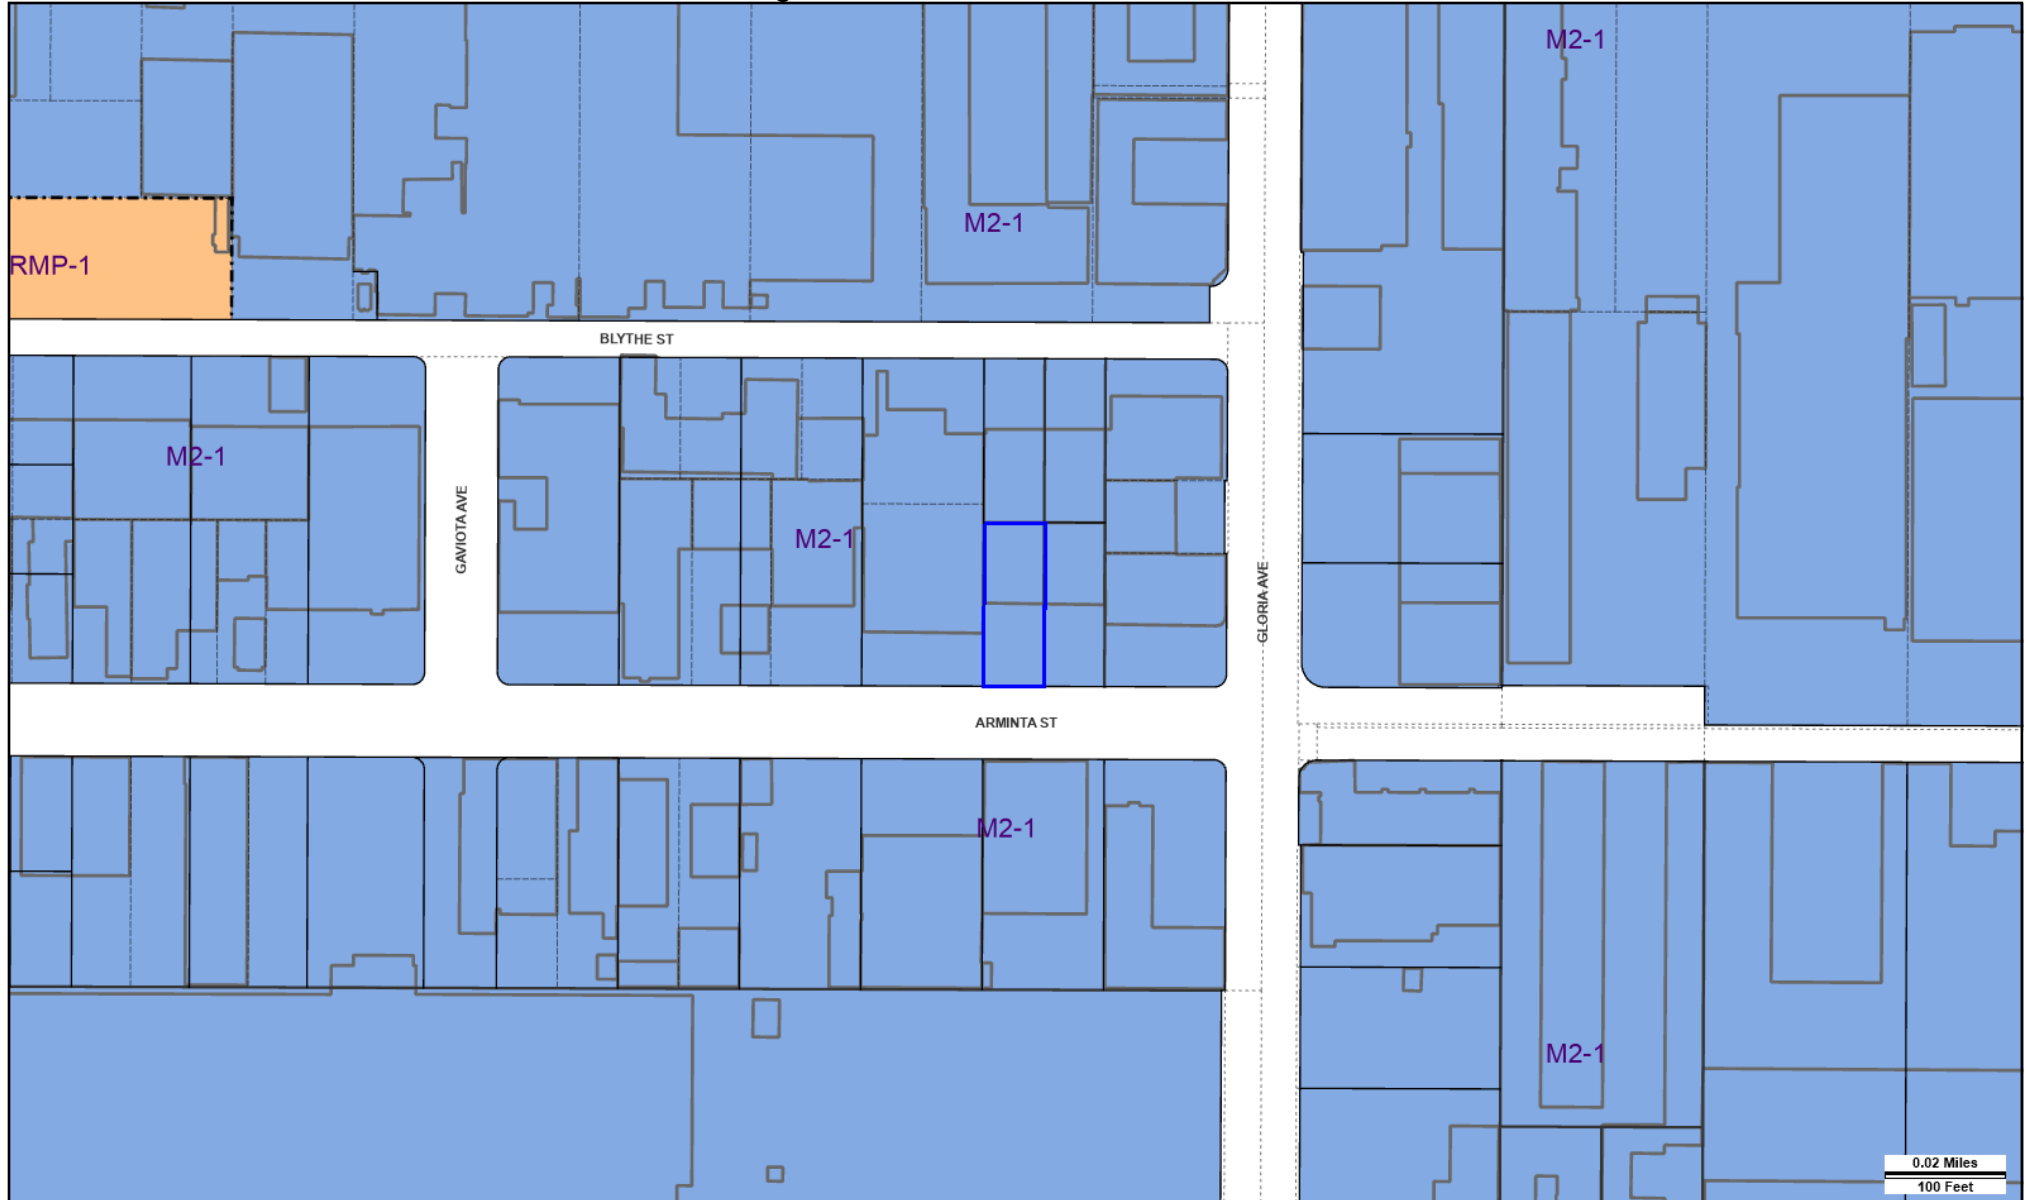 M2-1
M2-1
RMP-1
BLYTHE ST
M2-1
GAVIOTA AVE
M2-1
GLORIA AVE
ARMINTA ST
M2-1
M2-1
0.02 Miles
100 Feet